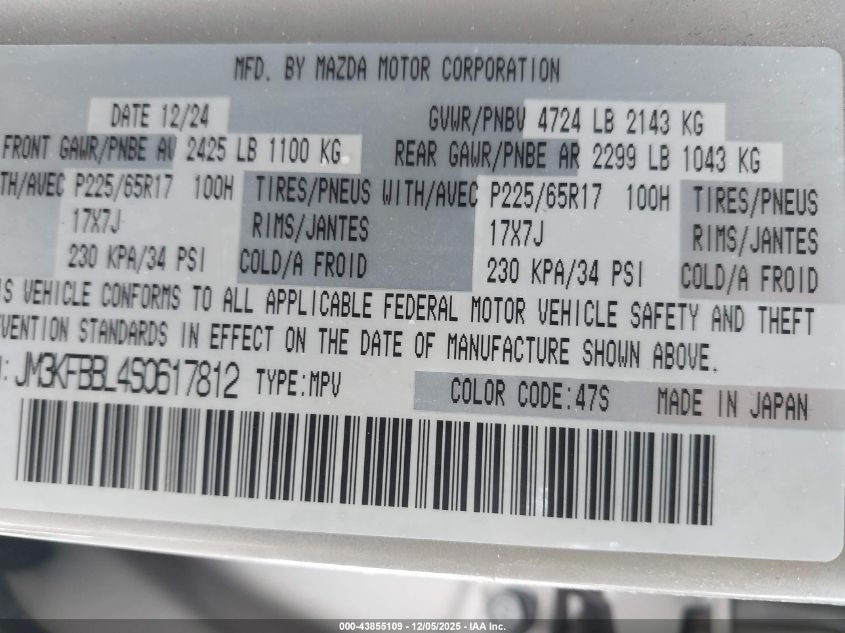 MFD. BY MAZDA MOTOR CORPORATION
DATE 12/24 GVWR/PNBV 4724 LB 2143 KG
FRONT GAWR/PNBE AV 2425 LB 1100 KG REAR GAWR/PNBE AR 2299 LB 1043 KG
TH/AVEC P225/65R17 100H TIRES/PNEUS WITH/AVEC P225/65R17 100H TIRES/PNEUS
17X7J RIMS/JANTES 17X7J RIMS/JANTES
230 KPA/34 PSI COLD/A FROID 230 KPA/34 PSI COLD/A FROID
IS VEHICLE CONFORMS TO ALL APPLICABLE FEDERAL MOTOR VEHICLE SAFETY AND THEFT
VENTION STANDARDS IN EFFECT ON THE DATE OF MANUFACTURE SHOWN ABOVE.
: JM3KFBBL4S0617812 TYPE:MPV COLOR CODE:47S MADE IN JAPAN
000-43855109 - 12/05/2025 - IAA Inc.